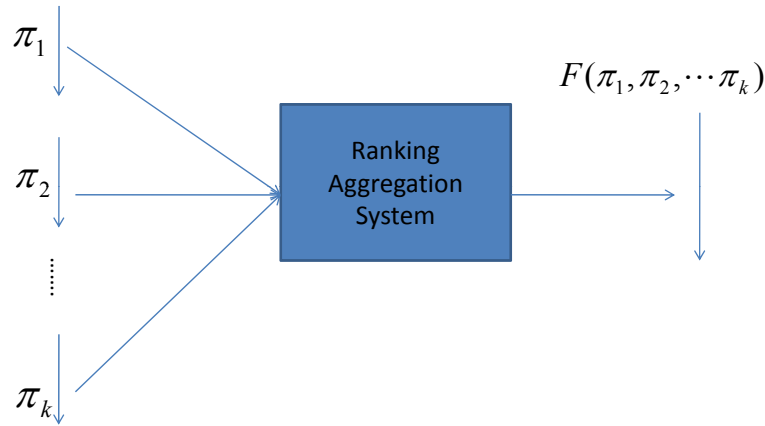 π₁
π₂
......
πₖ
Ranking
Aggregation
System
F(π₁, π₂, ⋯ πₖ)